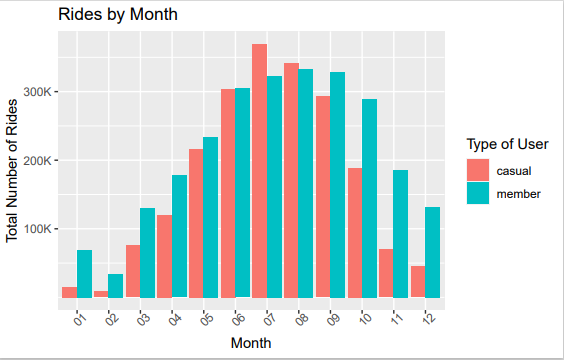 Rides by Month
Total Number of Rides
300K
200K
100K
01 02 03 04 05 06 07 08 09 10 11 12
Month
Type of User
casual
member